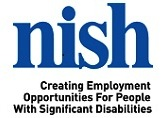 nish
Creating Employment
Opportunities For People
With Significant Disabilities